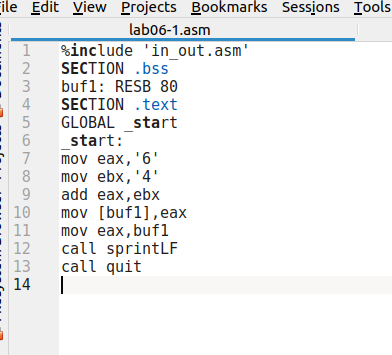 ile Edit View Projects Bookmarks Sessions Tools
lab06-1.asm
1 %include 'in_out.asm'
2 SECTION .bss
3 buf1: RESB 80
4 SECTION .text
5 GLOBAL _start
6 _start:
7 mov eax,'6'
8 mov ebx,'4'
9 add eax,ebx
10 mov [buf1],eax
11 mov eax,buf1
12 call sprintLF
13 call quit
14